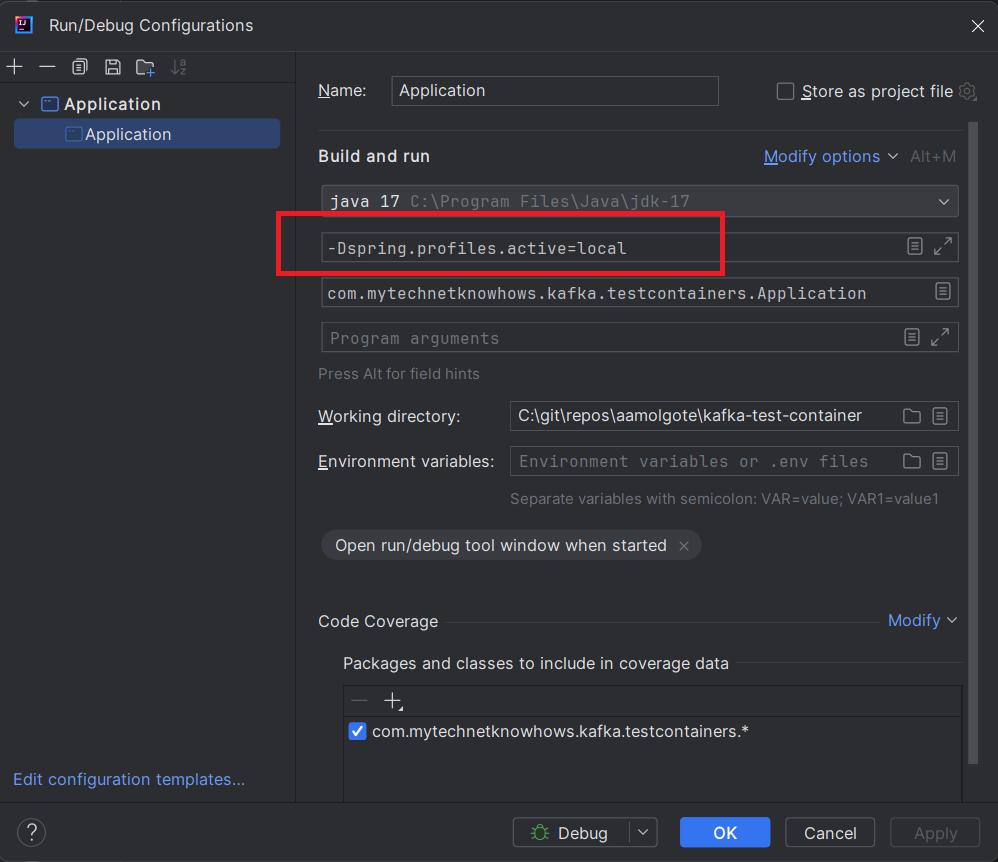 Run/Debug Configurations
Application
Application
Name: Application Store as project file
Build and run Modify options Alt+M
java 17 C:\Program Files\Java\jdk-17
-Dspring.profiles.active=local
com.mytechnetknowhows.kafka.testcontainers.Application
Program arguments
Press Alt for field hints
Working directory: C:\git\repos\aamolgote\kafka-test-container
Environment variables: Environment variables or .env files
Separate variables with semicolon: VAR=value; VAR1=value1
Open run/debug tool window when started
Code Coverage Modify
Packages and classes to include in coverage data
com.mytechnetknowhows.kafka.testcontainers.*
Edit configuration templates...
? Debug OK Cancel Apply